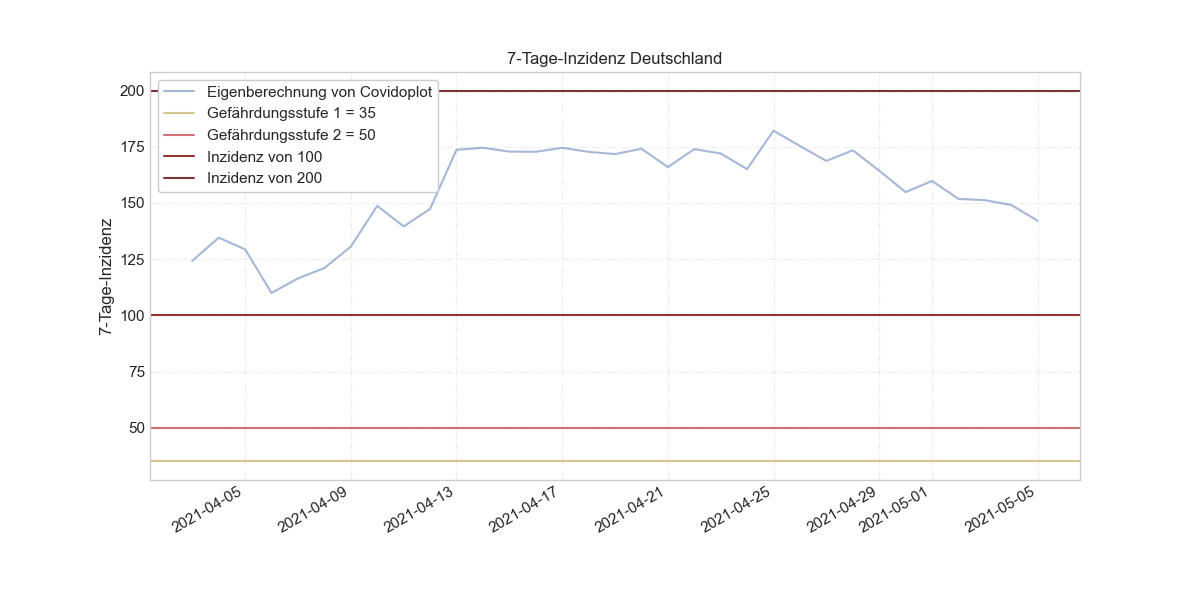 7-Tage-Inzidenz Deutschland
Eigenberechnung von Covidoplot
Gefährdungsstufe 1 = 35
Gefährdungsstufe 2 = 50
Inzidenz von 100
Inzidenz von 200
7-Tage-Inzidenz
200
175
150
125
100
75
50
2021-04-05
2021-04-09
2021-04-13
2021-04-17
2021-04-21
2021-04-25
2021-04-29
2021-05-01
2021-05-05